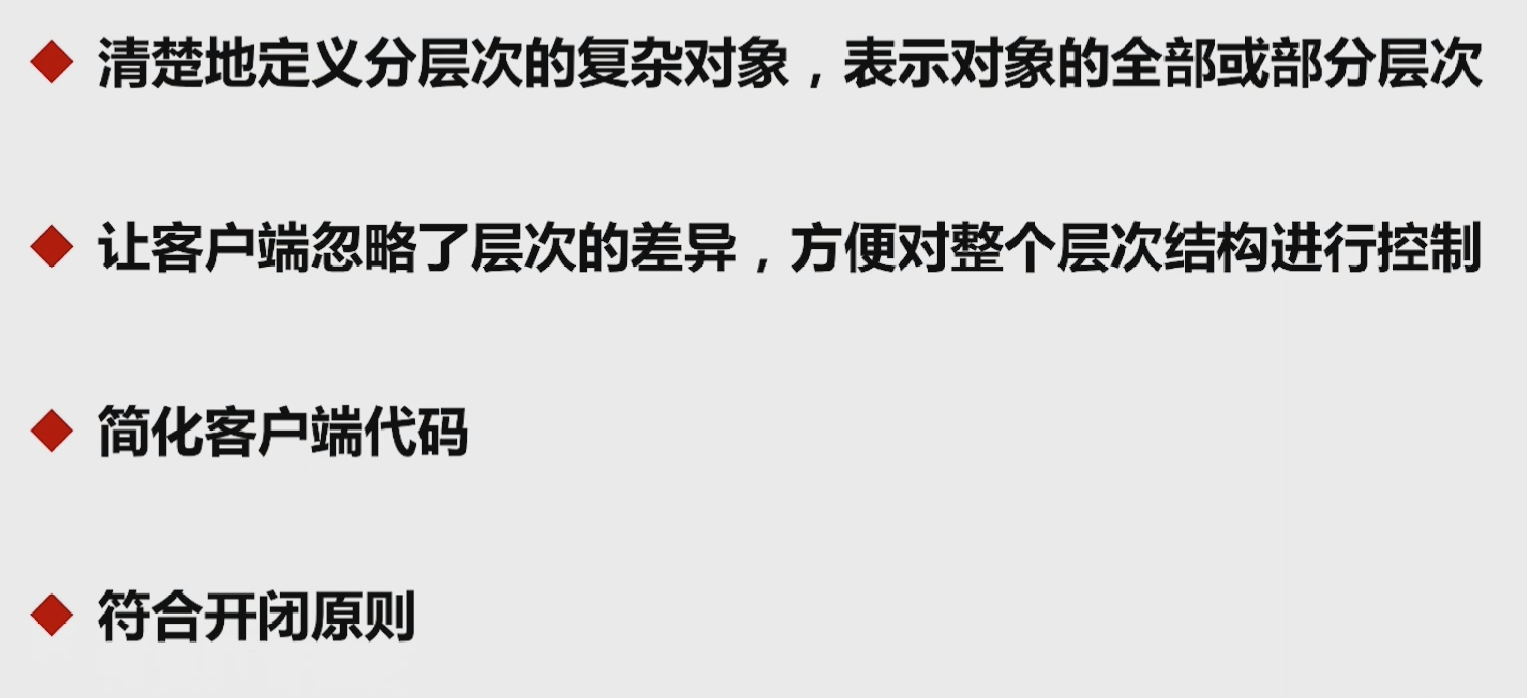 清楚地定义分层次的复杂对象，表示对象的全部或部分层次
让客户端忽略了层次的差异，方便对整个层次结构进行控制
简化客户端代码
符合开闭原则